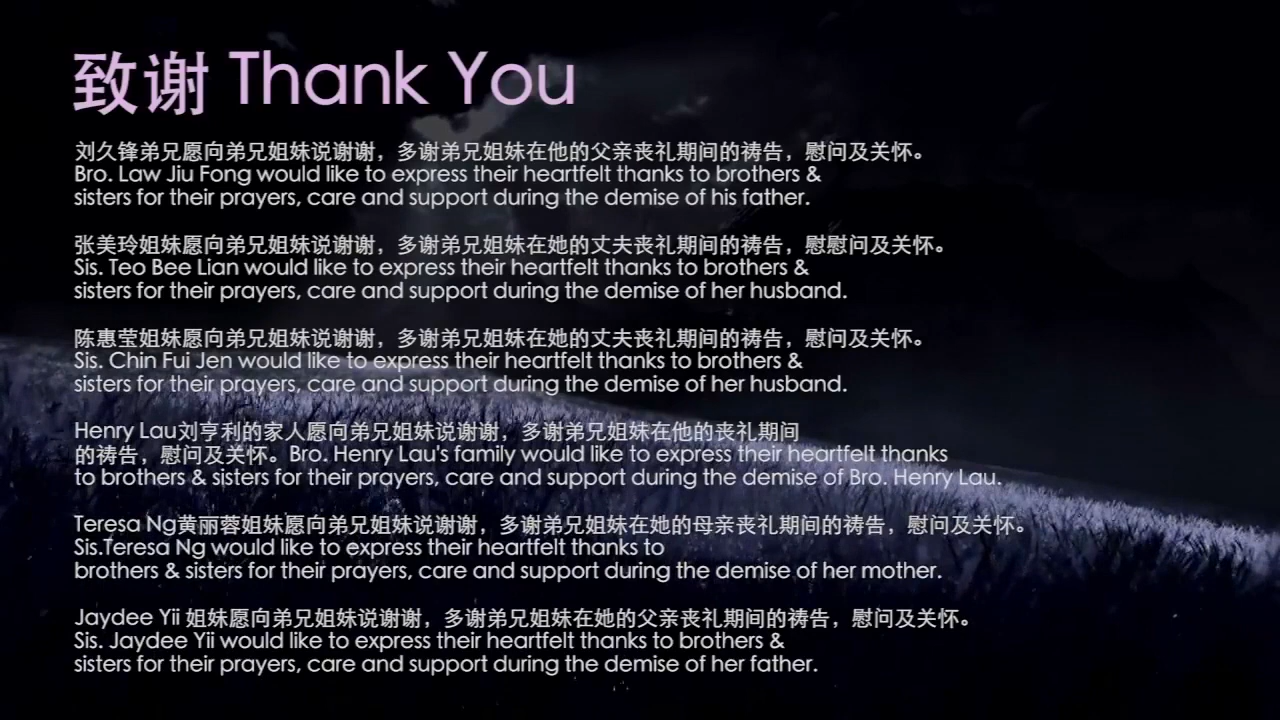 致谢 Thank You
刘久锋弟兄愿向弟兄姐妹说谢谢，多谢弟兄姐妹在他的父亲丧礼期间的祷告，慰问及关怀。
Bro. Law Jiu Fong would like to express their heartfelt thanks to brothers &
sisters for their prayers, care and support during the demise of his father.
张美玲姐妹愿向弟兄姐妹说谢谢，多谢弟兄姐妹在她的丈夫丧礼期间的祷告，慰慰问及关怀。
Sis. Teo Bee Lian would like to express their heartfelt thanks to brothers &
sisters for their prayers, care and support during the demise of her husband.
陈惠莹姐妹愿向弟兄姐妹说谢谢，多谢弟兄姐妹在她的丈夫丧礼期间的祷告，慰问及关怀。
Sis. Chin Fui Jen would like to express their heartfelt thanks to brothers &
sisters for their prayers, care and support during the demise of her husband.
Henry Lau刘亨利的家人愿向弟兄姐妹说谢谢，多谢弟兄姐妹在他的丧礼期间
的祷告，慰问及关怀。Bro. Henry Lau's family would like to express their heartfelt thanks
to brothers & sisters for their prayers, care and support during the demise of Bro. Henry Lau.
Teresa Ng黄丽蓉姐妹愿向弟兄姐妹说谢谢，多谢弟兄姐妹在她的母亲丧礼期间的祷告，慰问及关怀。
Sis.Teresa Ng would like to express their heartfelt thanks to
brothers & sisters for their prayers, care and support during the demise of her mother.
Jaydee Yii 姐妹愿向弟兄姐妹说谢谢，多谢弟兄姐妹在她的父亲丧礼期间的祷告，慰问及关怀。
Sis. Jaydee Yii would like to express their heartfelt thanks to brothers &
sisters for their prayers, care and support during the demise of her father.